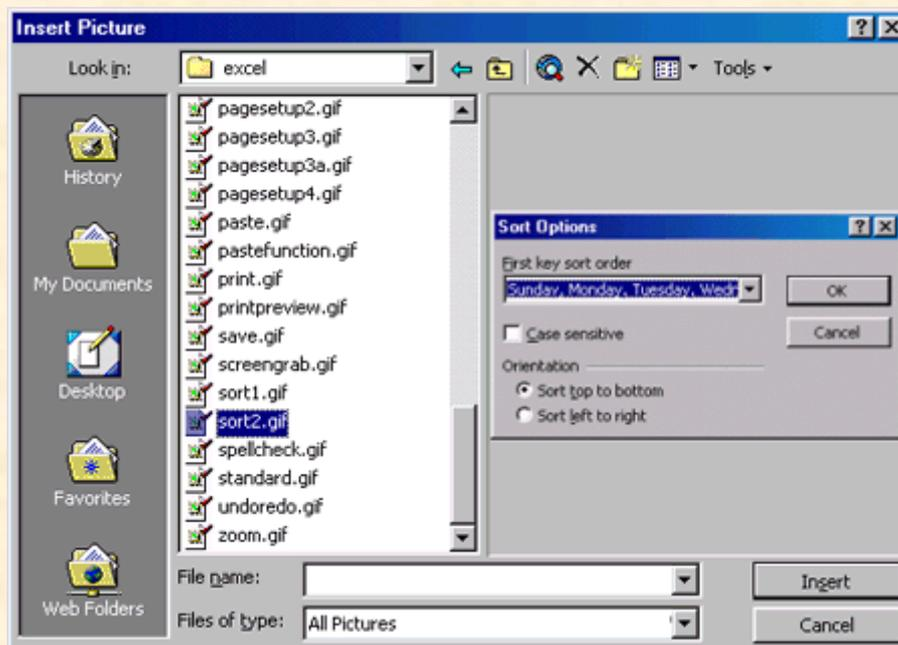 Insert Picture
Look in:
excel
Tools
History
My Documents
Desktop
Favorites
Web Folders
pagesetup2.gif
pagesetup3.gif
pagesetup3a.gif
pagesetup4.gif
paste.gif
pastefunction.gif
print.gif
printpreview.gif
save.gif
screengrab.gif
sort1.gif
sort2.gif
spellcheck.gif
standard.gif
undoredo.gif
zoom.gif
Sort Options
First key sort order
Sunday, Monday, Tuesday, Wedn
OK
Case sensitive
Cancel
Orientation
Sort top to bottom
Sort left to right
File name:
Insert
Files of type:
All Pictures
Cancel